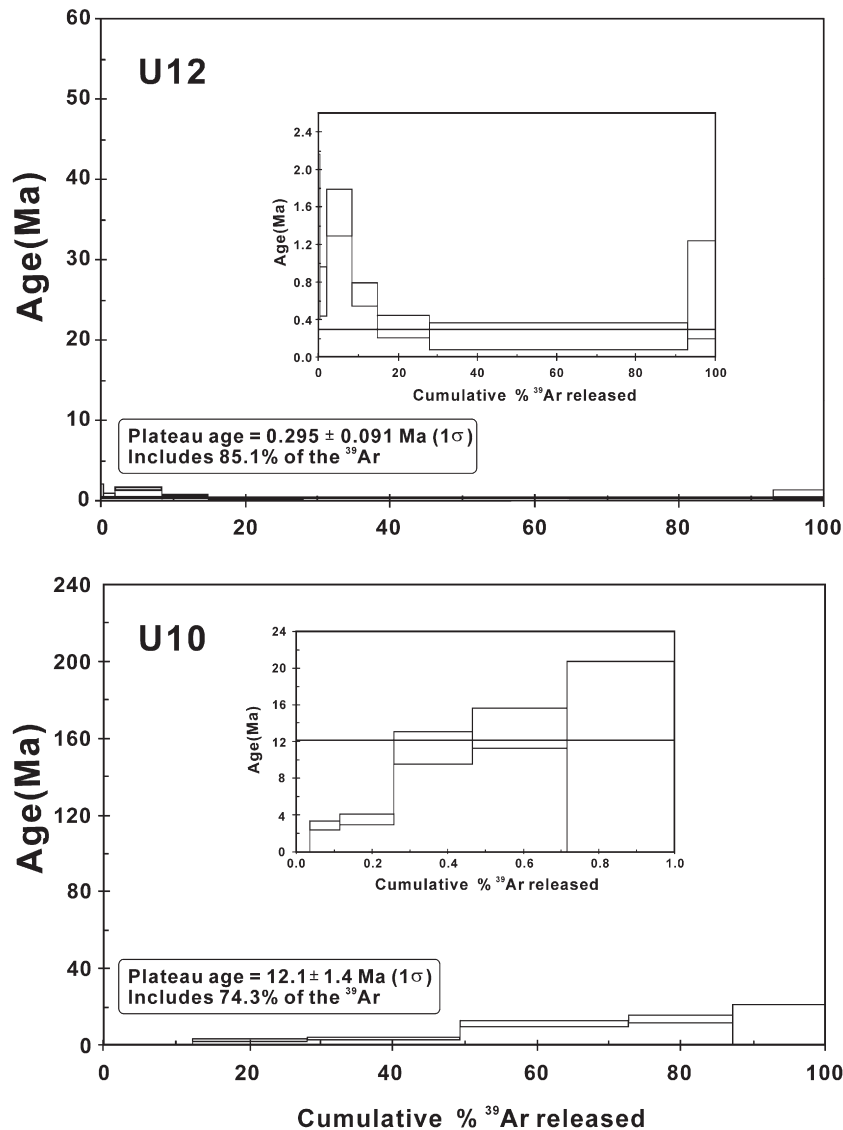 U12
Age(Ma)
60
50
40
30
20
10
0
0 20 40 60 80 100
Age(Ma)
2.4
2.0
1.6
1.2
0.8
0.4
0.0
0 20 40 60 80 100
Cumulative % ³⁹Ar released
Plateau age = 0.295 ± 0.091 Ma (1σ)
Includes 85.1% of the ³⁹Ar
U10
Age(Ma)
240
200
160
120
80
40
0
0 20 40 60 80 100
Age(Ma)
24
20
16
12
8
4
0
0.0 0.2 0.4 0.6 0.8 1.0
Cumulative % ³⁹Ar released
Plateau age = 12.1 ± 1.4 Ma (1σ)
Includes 74.3% of the ³⁹Ar
Cumulative % ³⁹Ar released